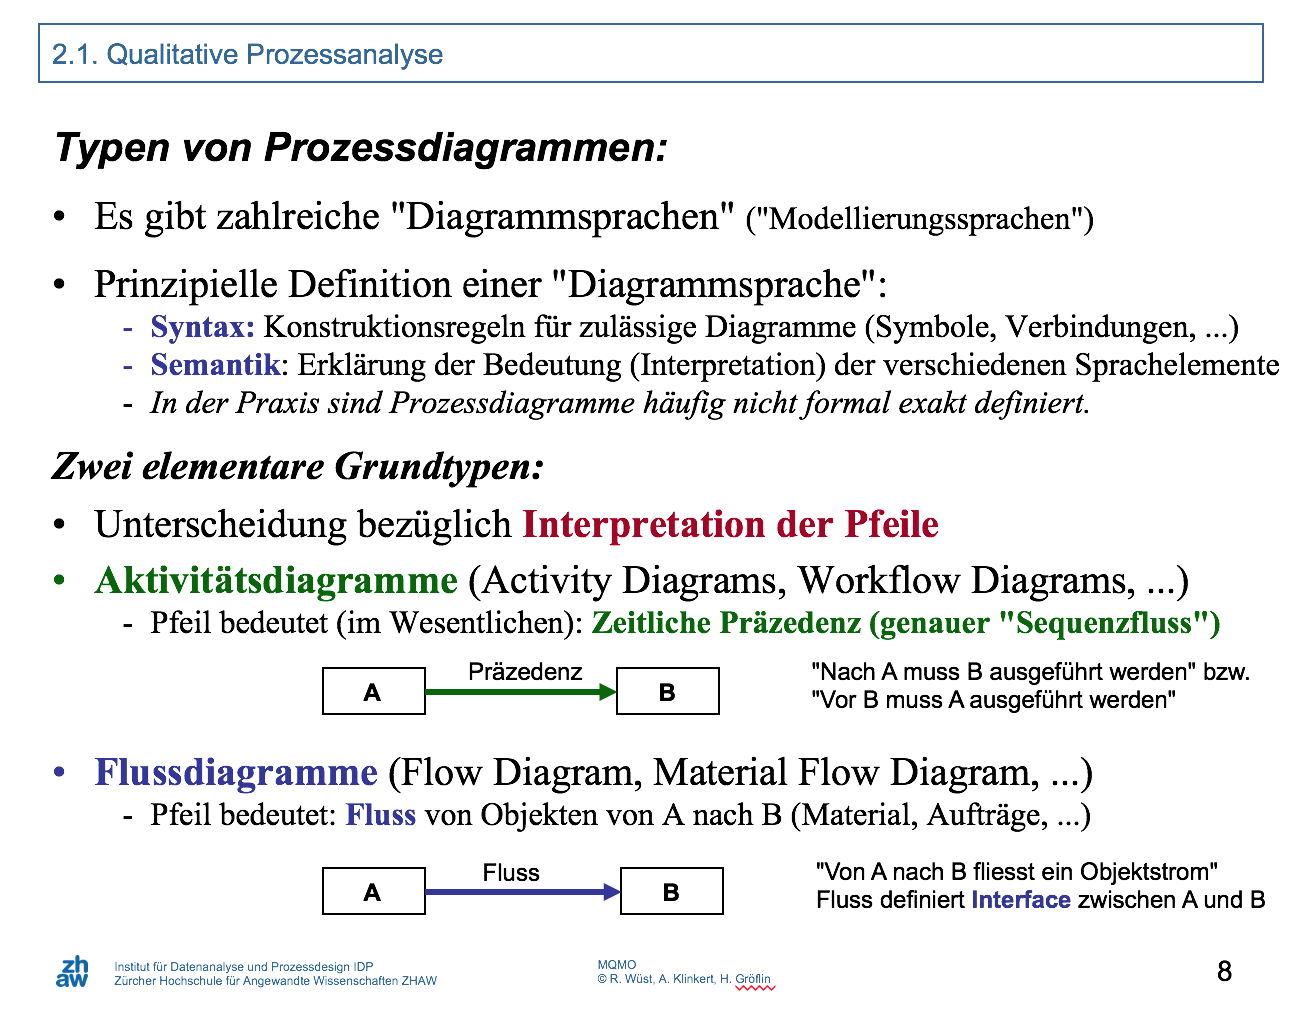 2.1. Qualitative Prozessanalyse
Typen von Prozessdiagrammen:
• Es gibt zahlreiche "Diagrammsprachen" ("Modellierungssprachen")
• Prinzipielle Definition einer "Diagrammsprache":
- Syntax: Konstruktionsregeln für zulässige Diagramme (Symbole, Verbindungen, ...)
- Semantik: Erklärung der Bedeutung (Interpretation) der verschiedenen Sprachelemente
- In der Praxis sind Prozessdiagramme häufig nicht formal exakt definiert.
Zwei elementare Grundtypen:
• Unterscheidung bezüglich Interpretation der Pfeile
• Aktivitätsdiagramme (Activity Diagrams, Workflow Diagrams, ...)
- Pfeil bedeutet (im Wesentlichen): Zeitliche Präzedenz (genauer "Sequenzfluss")
A Präzedenz B
"Nach A muss B ausgeführt werden" bzw.
"Vor B muss A ausgeführt werden"
• Flussdiagramme (Flow Diagram, Material Flow Diagram, ...)
- Pfeil bedeutet: Fluss von Objekten von A nach B (Material, Aufträge, ...)
A Fluss B
"Von A nach B fliesst ein Objektstrom"
Fluss definiert Interface zwischen A und B
zhaw
Institut für Datenanalyse und Prozessdesign IDP
Zürcher Hochschule für Angewandte Wissenschaften ZHAW
MQMO
© R. Wüst, A. Klinkert, H. Gröflin
8